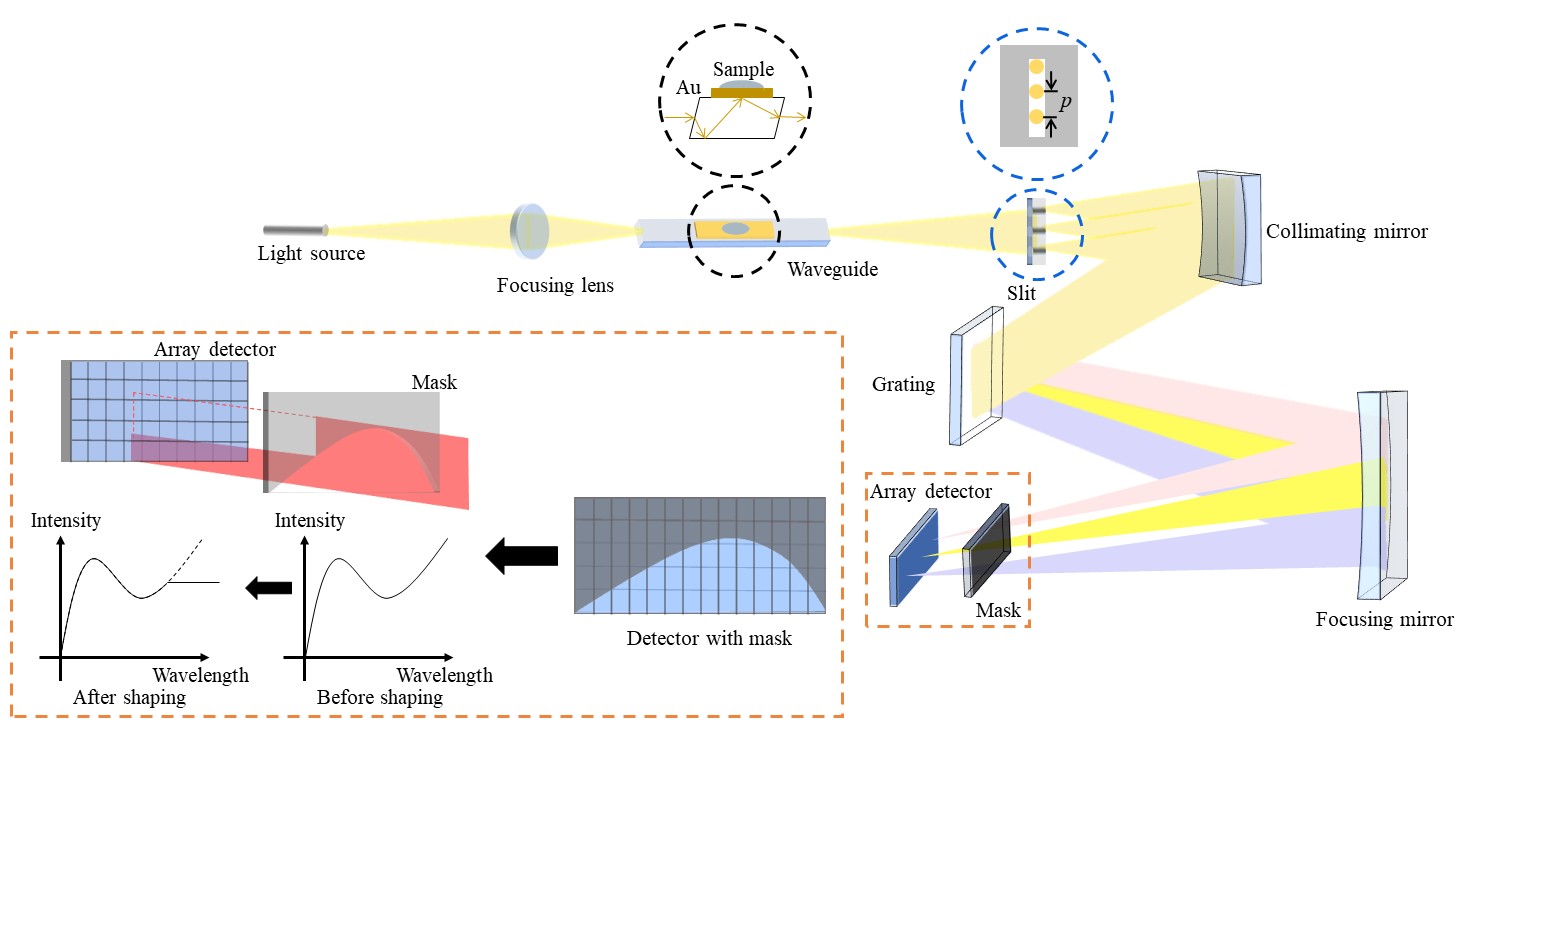 Sample
Au
p
Light source
Focusing lens
Waveguide
Slit
Collimating mirror
Grating
Array detector
Mask
Focusing mirror
Array detector
Mask
Intensity
Wavelength
After shaping
Intensity
Wavelength
Before shaping
Detector with mask